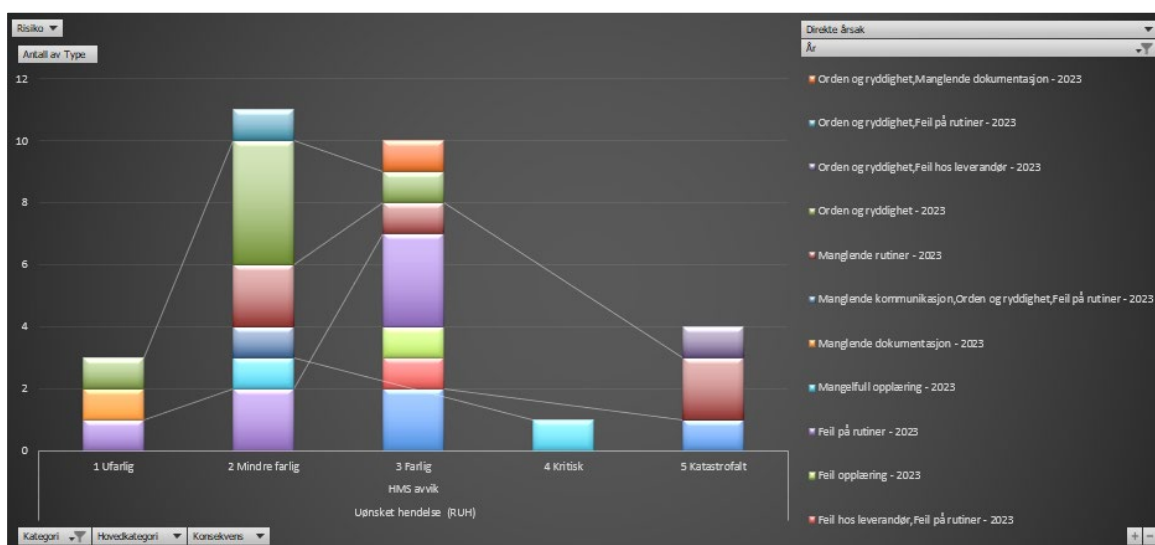 Risiko
Antall av Type
12
10
8
6
4
2
0
1 Ufarlig
2 Mindre farlig
3 Farlig
4 Kritisk
5 Katastrofalt
HMS avvik
Uønsket hendelse (RUH)
Kategori
Hovedkategori
Konsekvens
Direkte årsak
År
Orden og ryddighet,Manglende dokumentasjon - 2023
Orden og ryddighet,Feil på rutiner - 2023
Orden og ryddighet,Feil hos leverandør - 2023
Orden og ryddighet - 2023
Manglende rutiner - 2023
Manglende kommunikasjon,Orden og ryddighet,Feil på rutiner - 2023
Manglende dokumentasjon - 2023
Mangelfull opplæring - 2023
Feil på rutiner - 2023
Feil opplæring - 2023
Feil hos leverandør,Feil på rutiner - 2023
+ -